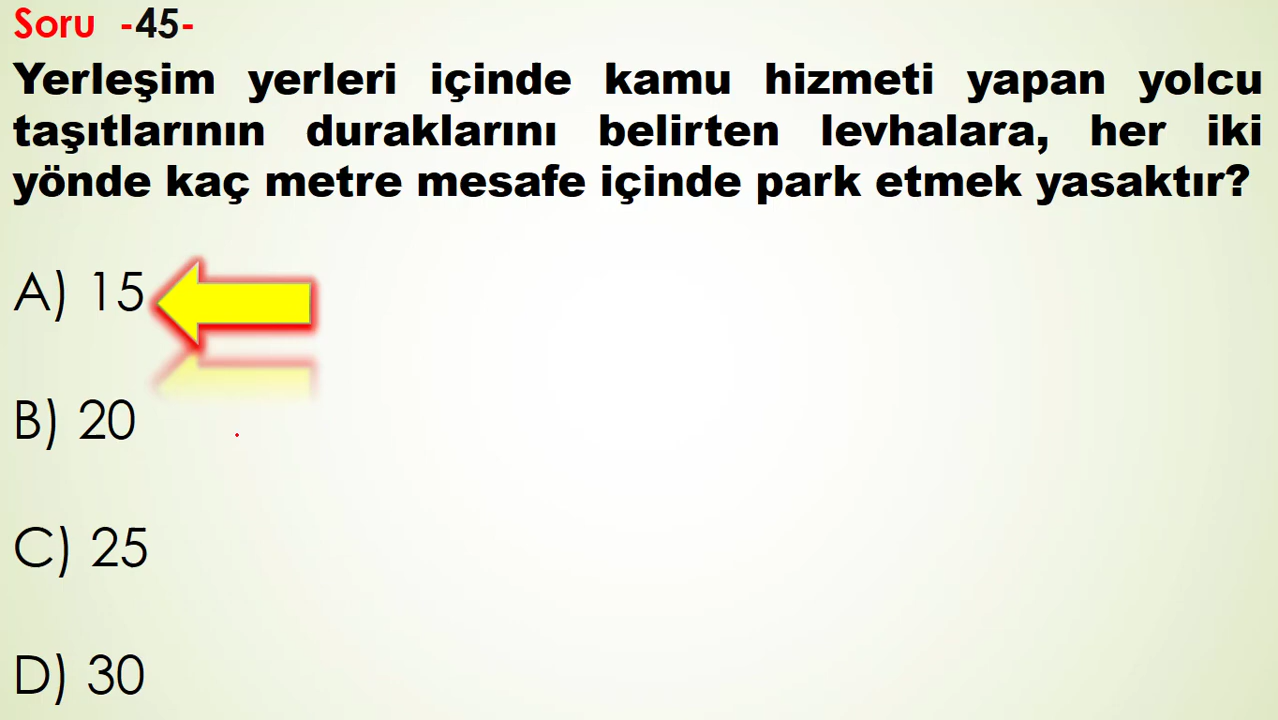 Soru -45-
Yerleşim yerleri içinde kamu hizmeti yapan yolcu
taşıtlarının duraklarını belirten levhalara, her iki
yönde kaç metre mesafe içinde park etmek yasaktır?
A) 15
B) 20
C) 25
D) 30